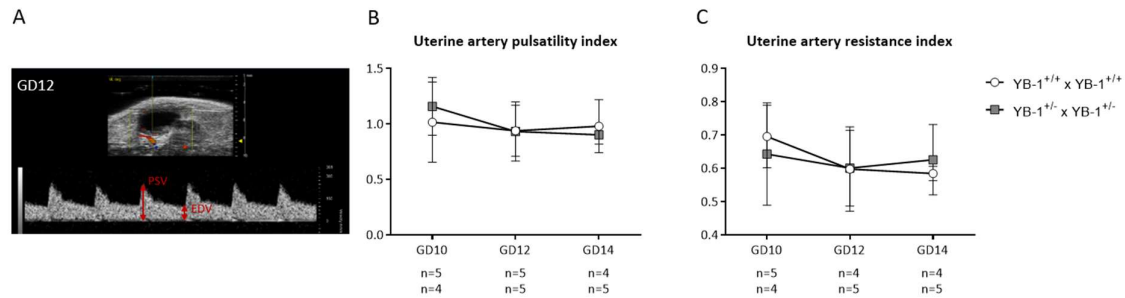 A
GD12
PSV
EDV
B
Uterine artery pulsatility index
1.5
1.0
0.5
0.0
GD10 GD12 GD14
n=5 n=5 n=4
n=4 n=5 n=5
C
Uterine artery resistance index
0.9
0.8
0.7
0.6
0.5
0.4
GD10 GD12 GD14
n=5 n=4 n=4
n=4 n=5 n=5
YB-1+/+ x YB-1+/+
YB-1+/- x YB-1+/-